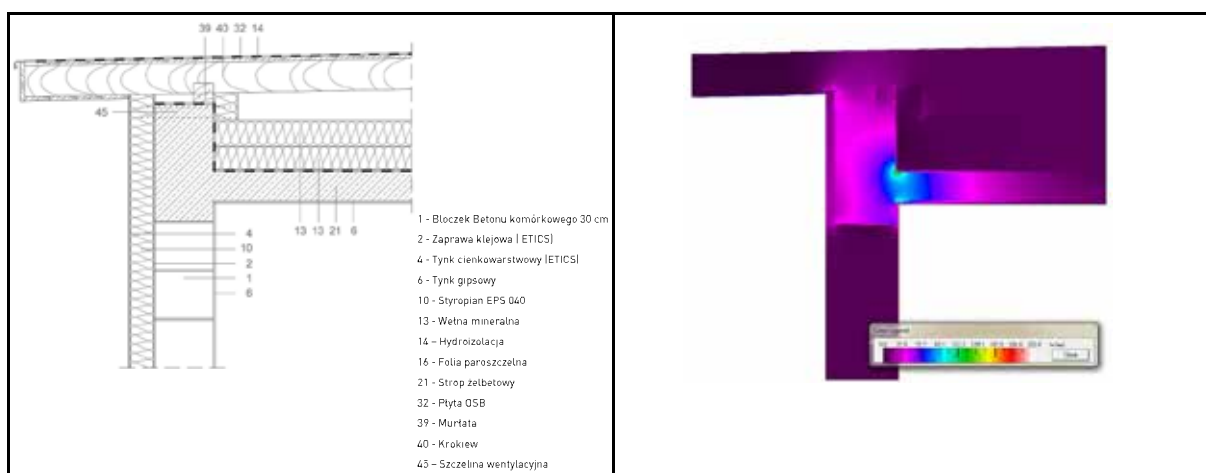 39 40 32 14
45
4
10
2
1
6
13 13 21 6
1 - Bloczek Betonu komórkowego 30 cm
2 - Zaprawa klejowa ( ETICS)
4 - Tynk cienkowarstwowy (ETICS)
6 - Tynk gipsowy
10 - Styropian EPS 040
13 - Wełna mineralna
14 – Hydroizolacja
16 - Folia paroszczelna
21 - Strop żelbetowy
32 - Płyta OSB
39 - Murłata
40 - Krokiew
45 – Szczelina wentylacyjna